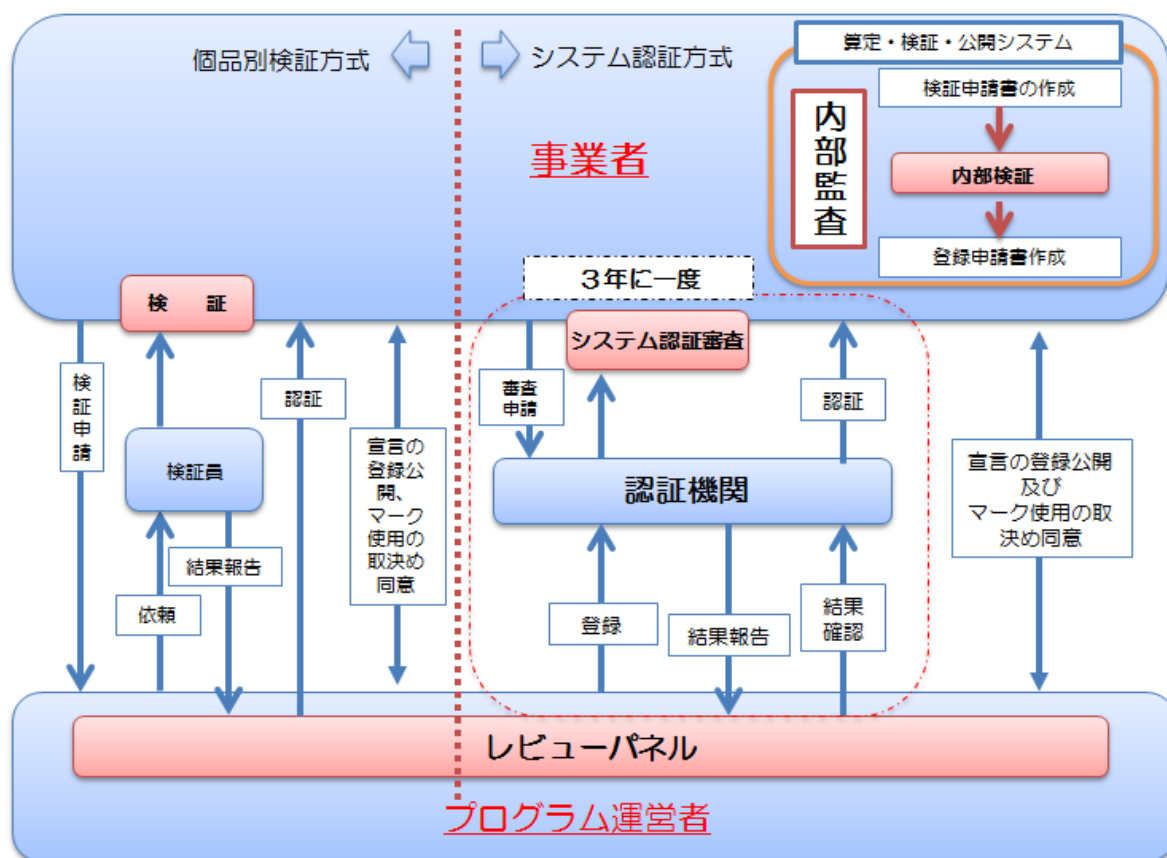 個品別検証方式
システム認証方式
算定・検証・公開システム
検証申請書の作成
内部監査
内部検証
登録申請書作成
事業者
3年に一度
検 証
システム認証審査
検証申請
認証
審査
申請
認証
検証員
宣言の
登録公
開、
マーク
使用の
取決め
同意
認証機関
宣言の登録公開
及び
マーク使用の取
決め同意
結果報告
依頼
登録
結果報告
結果
確認
レビューパネル
プログラム運営者